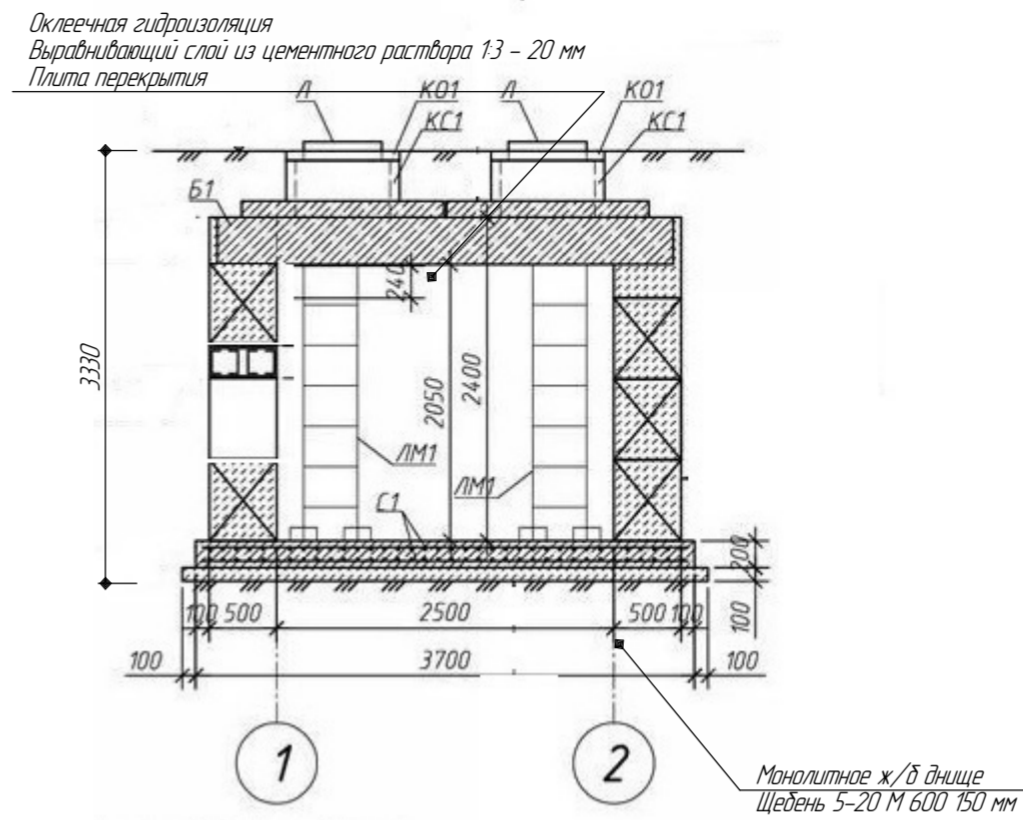 Оклеечная гидроизоляция
Выравнивающий слой из цементного раствора 1:3 – 20 мм
Плита перекрытия
Л КО1 Л КО1
КС1 КС1
Б1
240
3330
2050
2400
ЛМ1
ЛМ1
С1
200
100 500 2500 500 100
100
100 3700 100
1 2
Монолитное ж/б днище
Щебень 5-20 М 600 150 мм